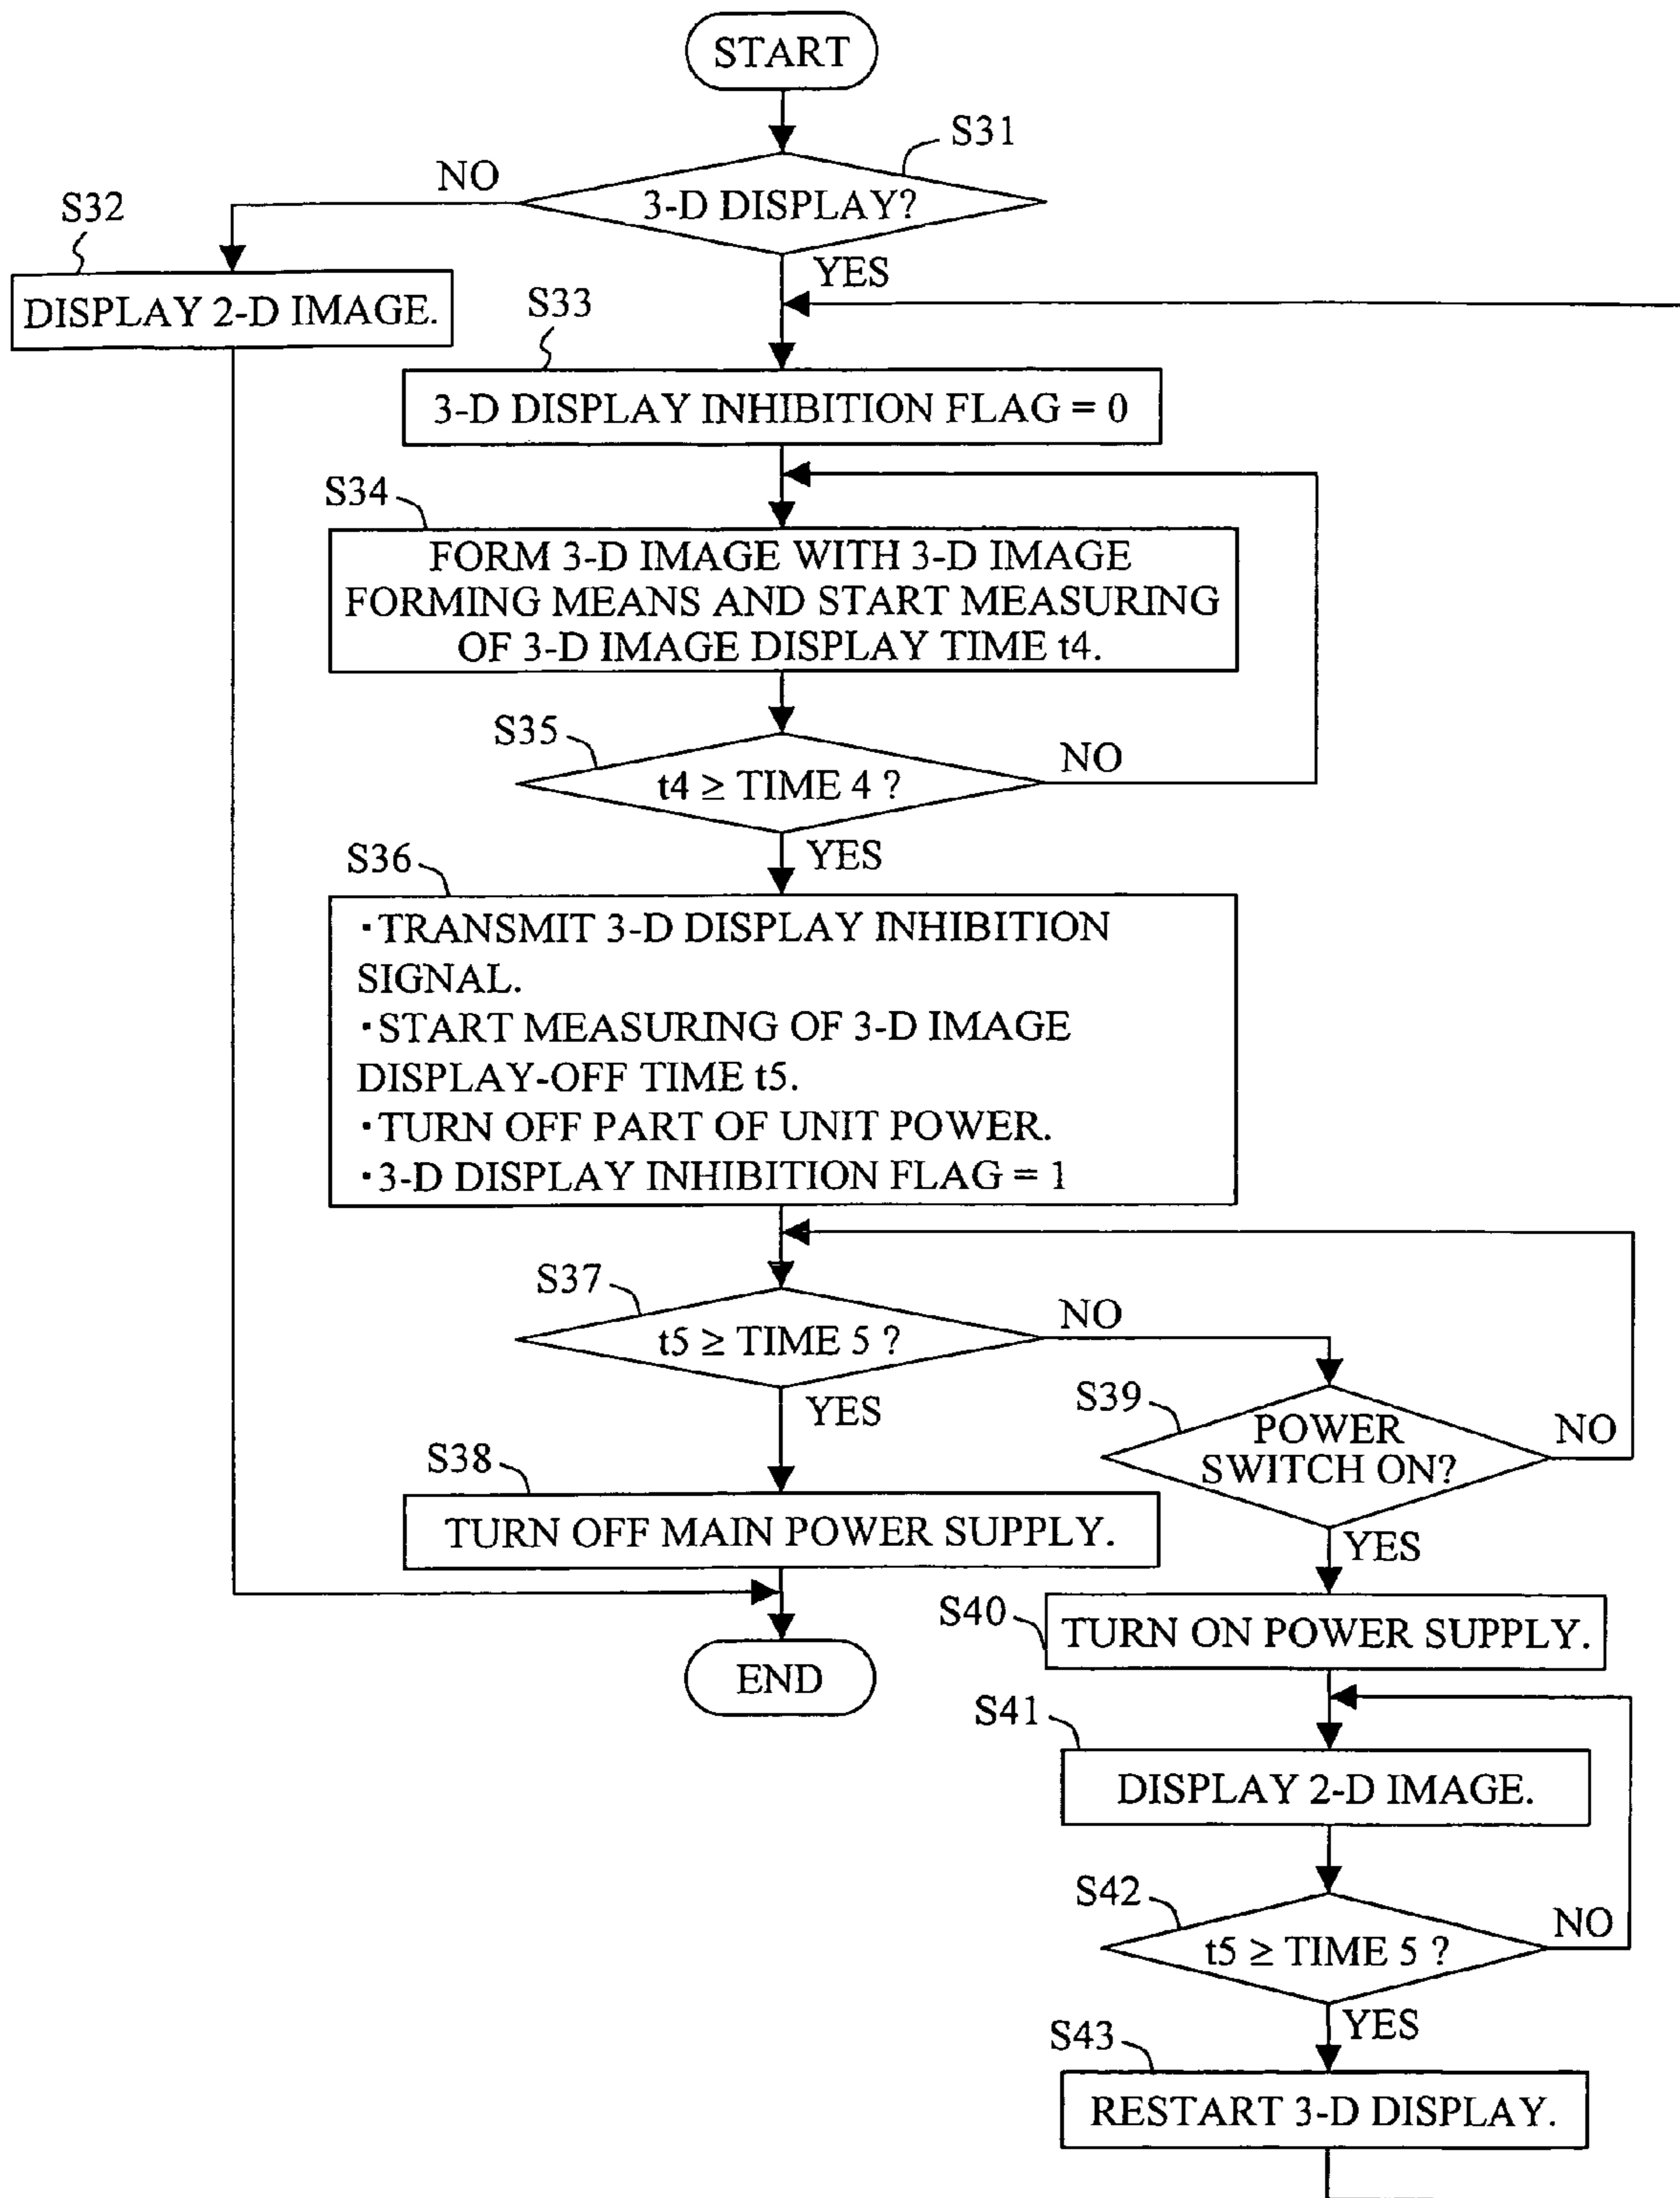 START
S31
3-D DISPLAY?
NO
YES
S32
DISPLAY 2-D IMAGE.
S33
3-D DISPLAY INHIBITION FLAG = 0
S34
FORM 3-D IMAGE WITH 3-D IMAGE
FORMING MEANS AND START MEASURING
OF 3-D IMAGE DISPLAY TIME t4.
S35
t4 ≥ TIME 4 ?
NO
YES
S36
・TRANSMIT 3-D DISPLAY INHIBITION
SIGNAL.
・START MEASURING OF 3-D IMAGE
DISPLAY-OFF TIME t5.
・TURN OFF PART OF UNIT POWER.
・3-D DISPLAY INHIBITION FLAG = 1
S37
t5 ≥ TIME 5 ?
NO
YES
S38
TURN OFF MAIN POWER SUPPLY.
END
S39
POWER
SWITCH ON?
NO
YES
S40
TURN ON POWER SUPPLY.
S41
DISPLAY 2-D IMAGE.
S42
t5 ≥ TIME 5 ?
NO
YES
S43
RESTART 3-D DISPLAY.